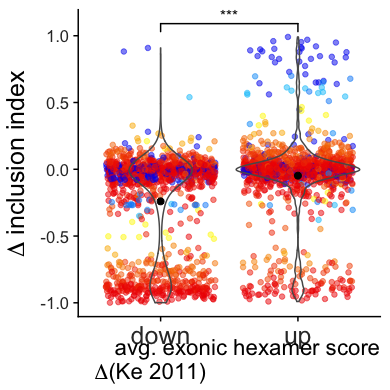 ***
Δ inclusion index
1.0
0.5
0.0
-0.5
-1.0
down up
avg. exonic hexamer score
Δ(Ke 2011)